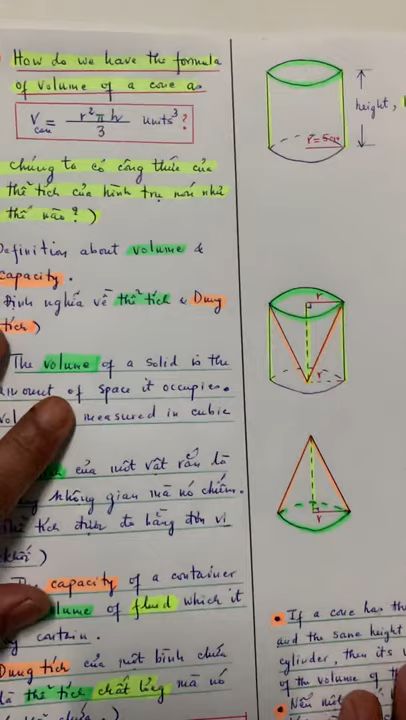 How do we have the formula
of volume of a cone as
V cone = r²πh / 3 units³ ?
chúng ta có công thức của
thể tích của hình trụ nón như
thế nào? )
Definition about volume &
capacity.
Định nghĩa về thể tích & Dung
tích)
The volume of a solid is the
amount of space it occupies.
measured in cubic
của một vật rắn là
không gian mà nó chiếm.
thể tích được đo bằng đơn vị
khối )
The capacity of a container
volume of fluid which it
contain.
Dung tích của một bình chứa
là thể tích chất lỏng mà nó
height,
r = 5cm
r
r
r
If a cone has the
and the same height
cylinder, then its
of the volume of